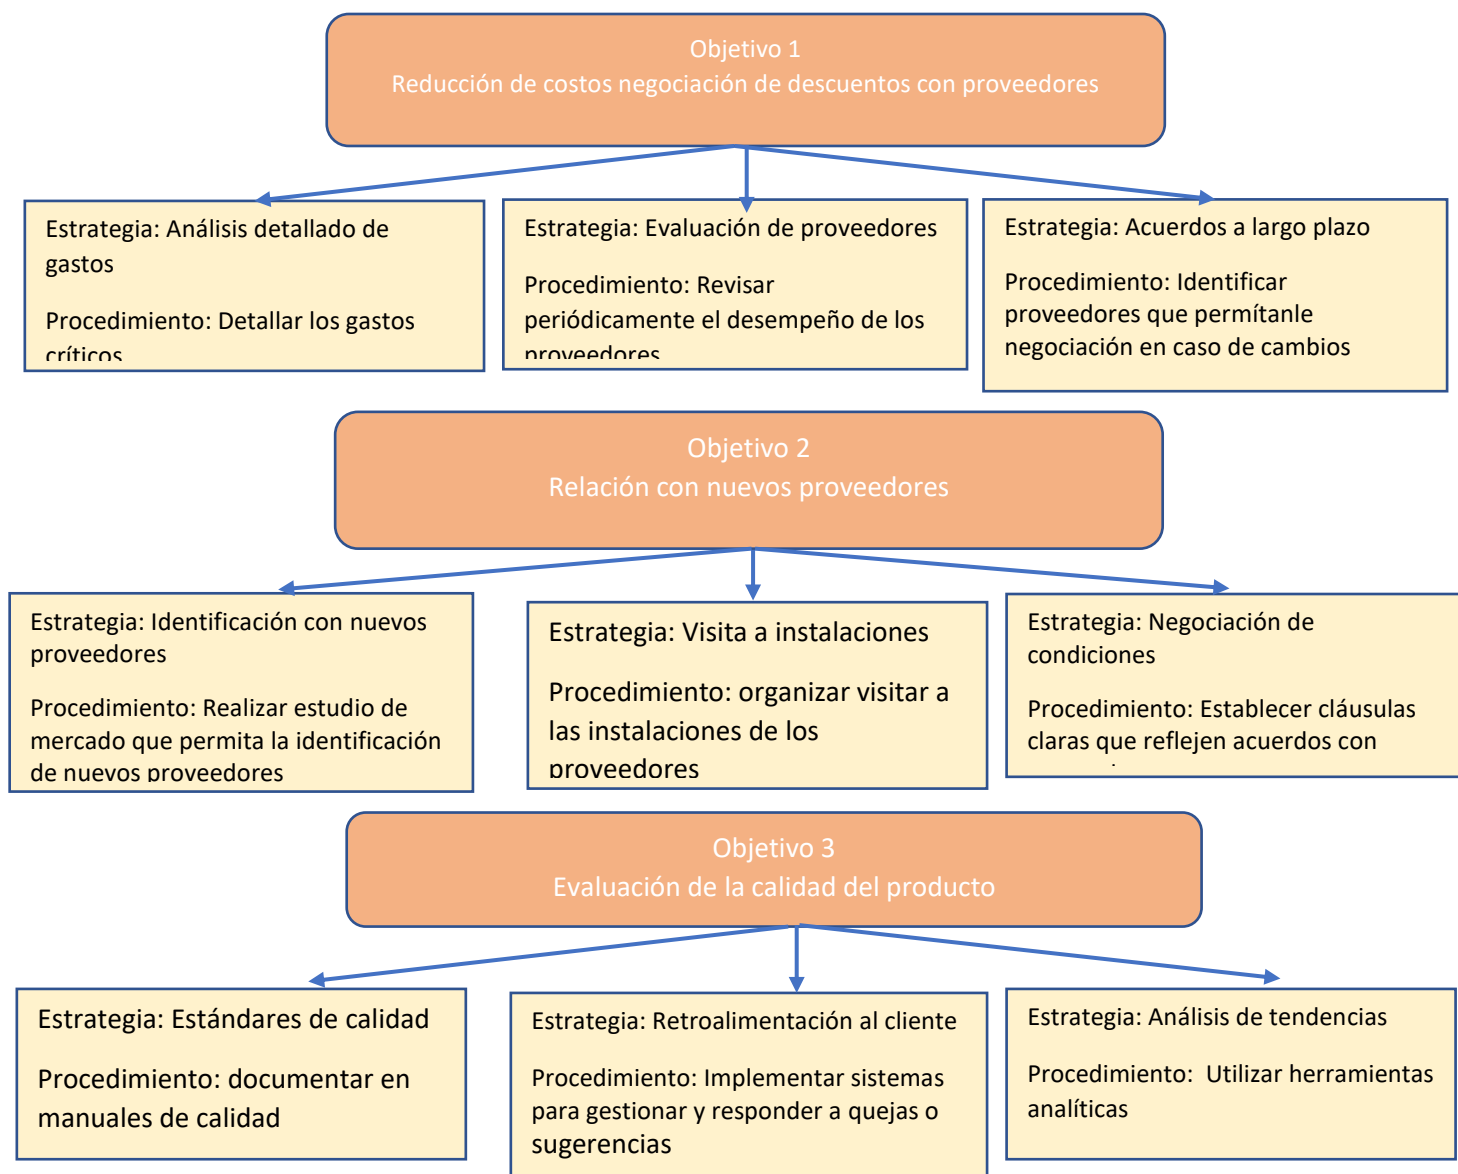 Objetivo 1
Reducción de costos negociación de descuentos con proveedores
Estrategia: Análisis detallado de
gastos
Procedimiento: Detallar los gastos
críticos
Estrategia: Evaluación de proveedores
Procedimiento: Revisar
periódicamente el desempeño de los
proveedores
Estrategia: Acuerdos a largo plazo
Procedimiento: Identificar
proveedores que permítanle
negociación en caso de cambios
Objetivo 2
Relación con nuevos proveedores
Estrategia: Identificación con nuevos
proveedores
Procedimiento: Realizar estudio de
mercado que permita la identificación
de nuevos proveedores
Estrategia: Visita a instalaciones
Procedimiento: organizar visitar a
las instalaciones de los
proveedores
Estrategia: Negociación de
condiciones
Procedimiento: Establecer cláusulas
claras que reflejen acuerdos con
Objetivo 3
Evaluación de la calidad del producto
Estrategia: Estándares de calidad
Procedimiento: documentar en
manuales de calidad
Estrategia: Retroalimentación al cliente
Procedimiento: Implementar sistemas
para gestionar y responder a quejas o
sugerencias
Estrategia: Análisis de tendencias
Procedimiento:  Utilizar herramientas
analíticas